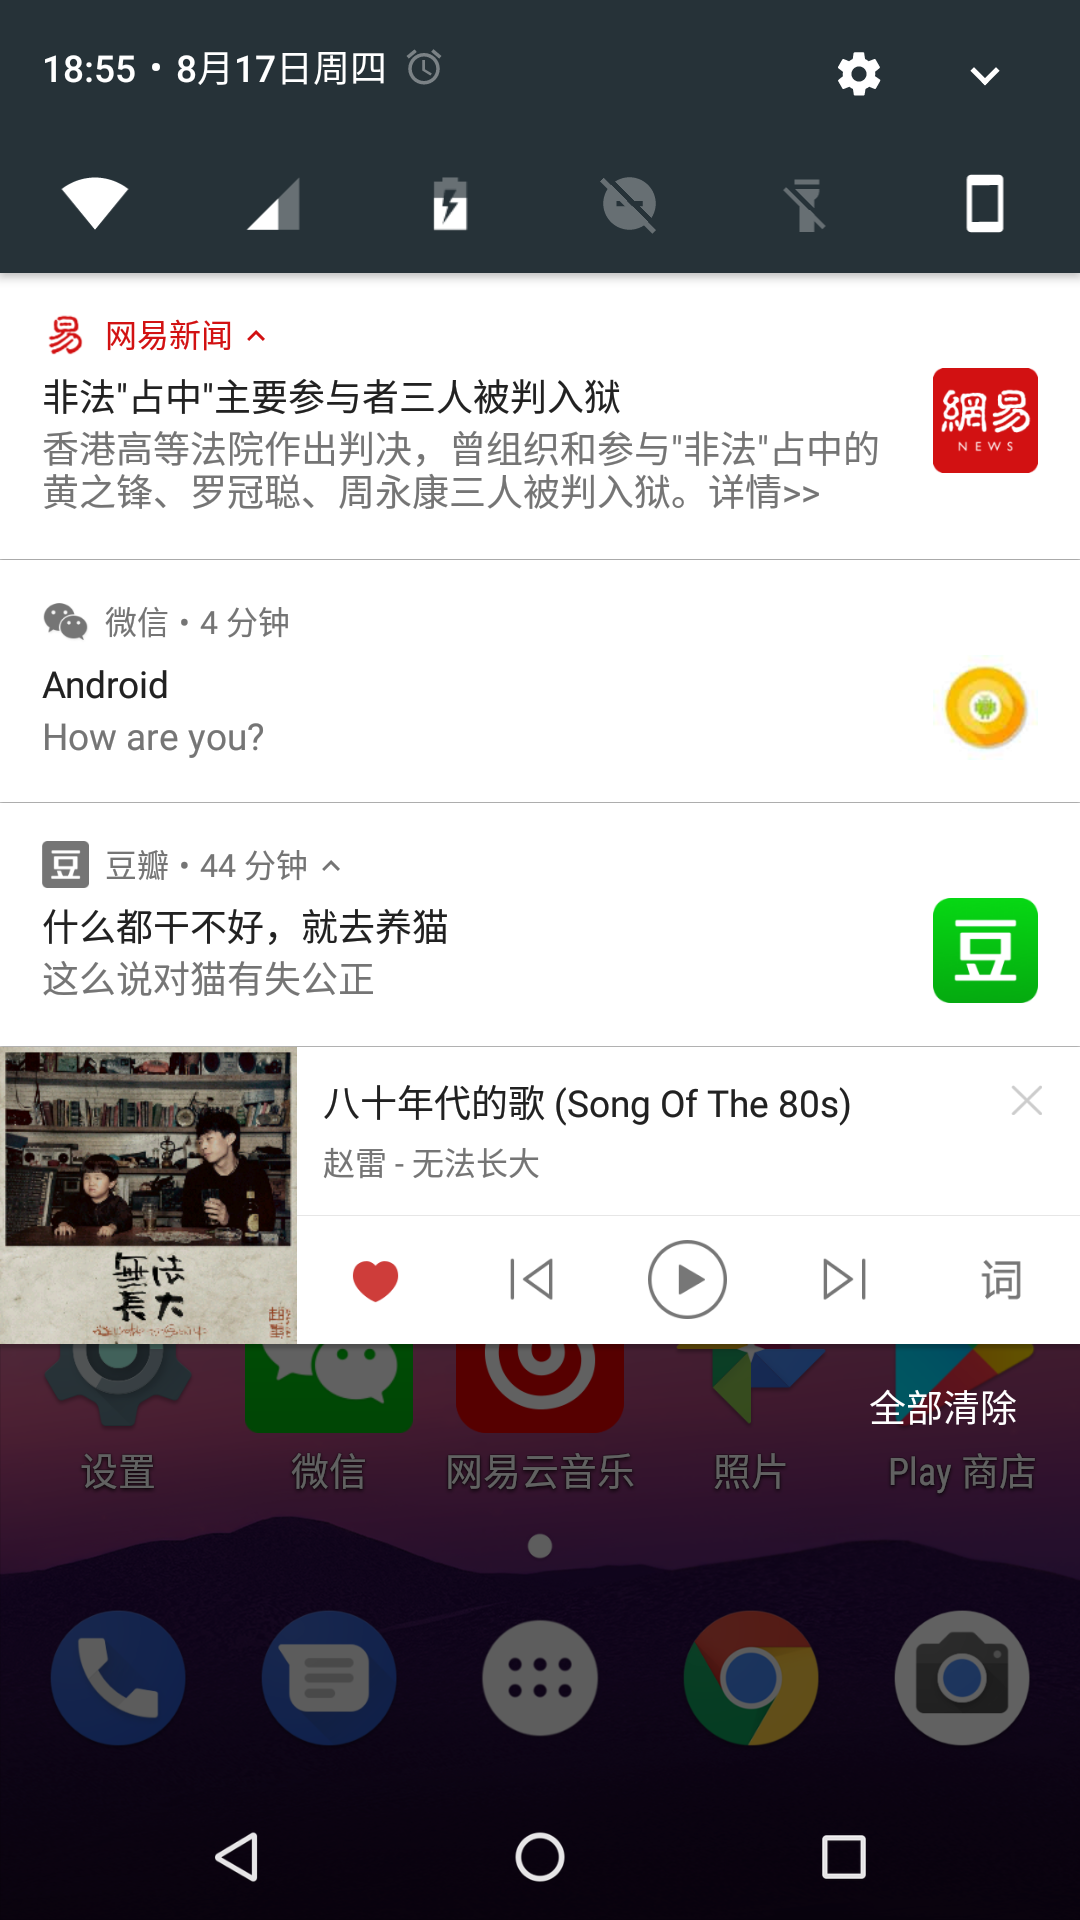 18:55 • 8月17日周四
网易新闻
非法"占中"主要参与者三人被判入狱
香港高等法院作出判决，曾组织和参与"非法"占中的
黄之锋、罗冠聪、周永康三人被判入狱。详情>>
網易
NEWS
微信 • 4 分钟
Android
How are you?
豆
豆瓣 • 44 分钟
什么都干不好，就去养猫
这么说对猫有失公正
豆
八十年代的歌 (Song Of The 80s)
赵雷 - 无法长大
無法
長大
词
全部清除
设置
微信
网易云音乐
照片
Play 商店